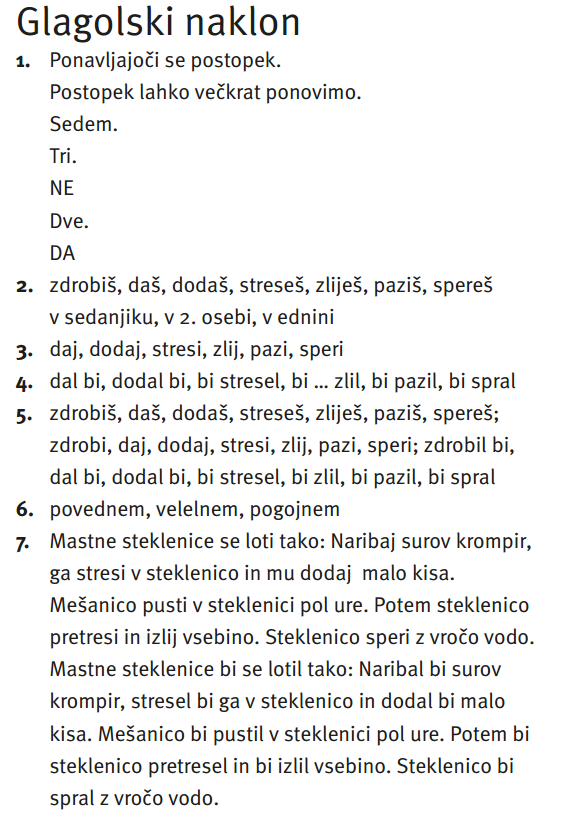 Glagolski naklon
1. Ponavljajoči se postopek.
Postopek lahko večkrat ponovimo.
Sedem.
Tri.
NE
Dve.
DA
2. zdrobiš, daš, dodaš, streseš, zliješ, paziš, spereš
v sedanjiku, v 2. osebi, v ednini
3. daj, dodaj, stresi, zlij, pazi, speri
4. dal bi, dodal bi, bi stresel, bi ... zlil, bi pazil, bi spral
5. zdrobiš, daš, dodaš, streseš, zliješ, paziš, spereš;
zdrobi, daj, dodaj, stresi, zlij, pazi, speri; zdrobil bi,
dal bi, dodal bi, bi stresel, bi zlil, bi pazil, bi spral
6. povednem, velelnem, pogojnem
7. Mastne steklenice se loti tako: Naribaj surov krompir,
ga stresi v steklenico in mu dodaj malo kisa.
Mešanico pusti v steklenici pol ure. Potem steklenico
pretresi in izlij vsebino. Steklenico speri z vročo vodo.
Mastne steklenice bi se lotil tako: Naribal bi surov
krompir, stresel bi ga v steklenico in dodal bi malo
kisa. Mešanico bi pustil v steklenici pol ure. Potem bi
steklenico pretresel in bi izlil vsebino. Steklenico bi
spral z vročo vodo.